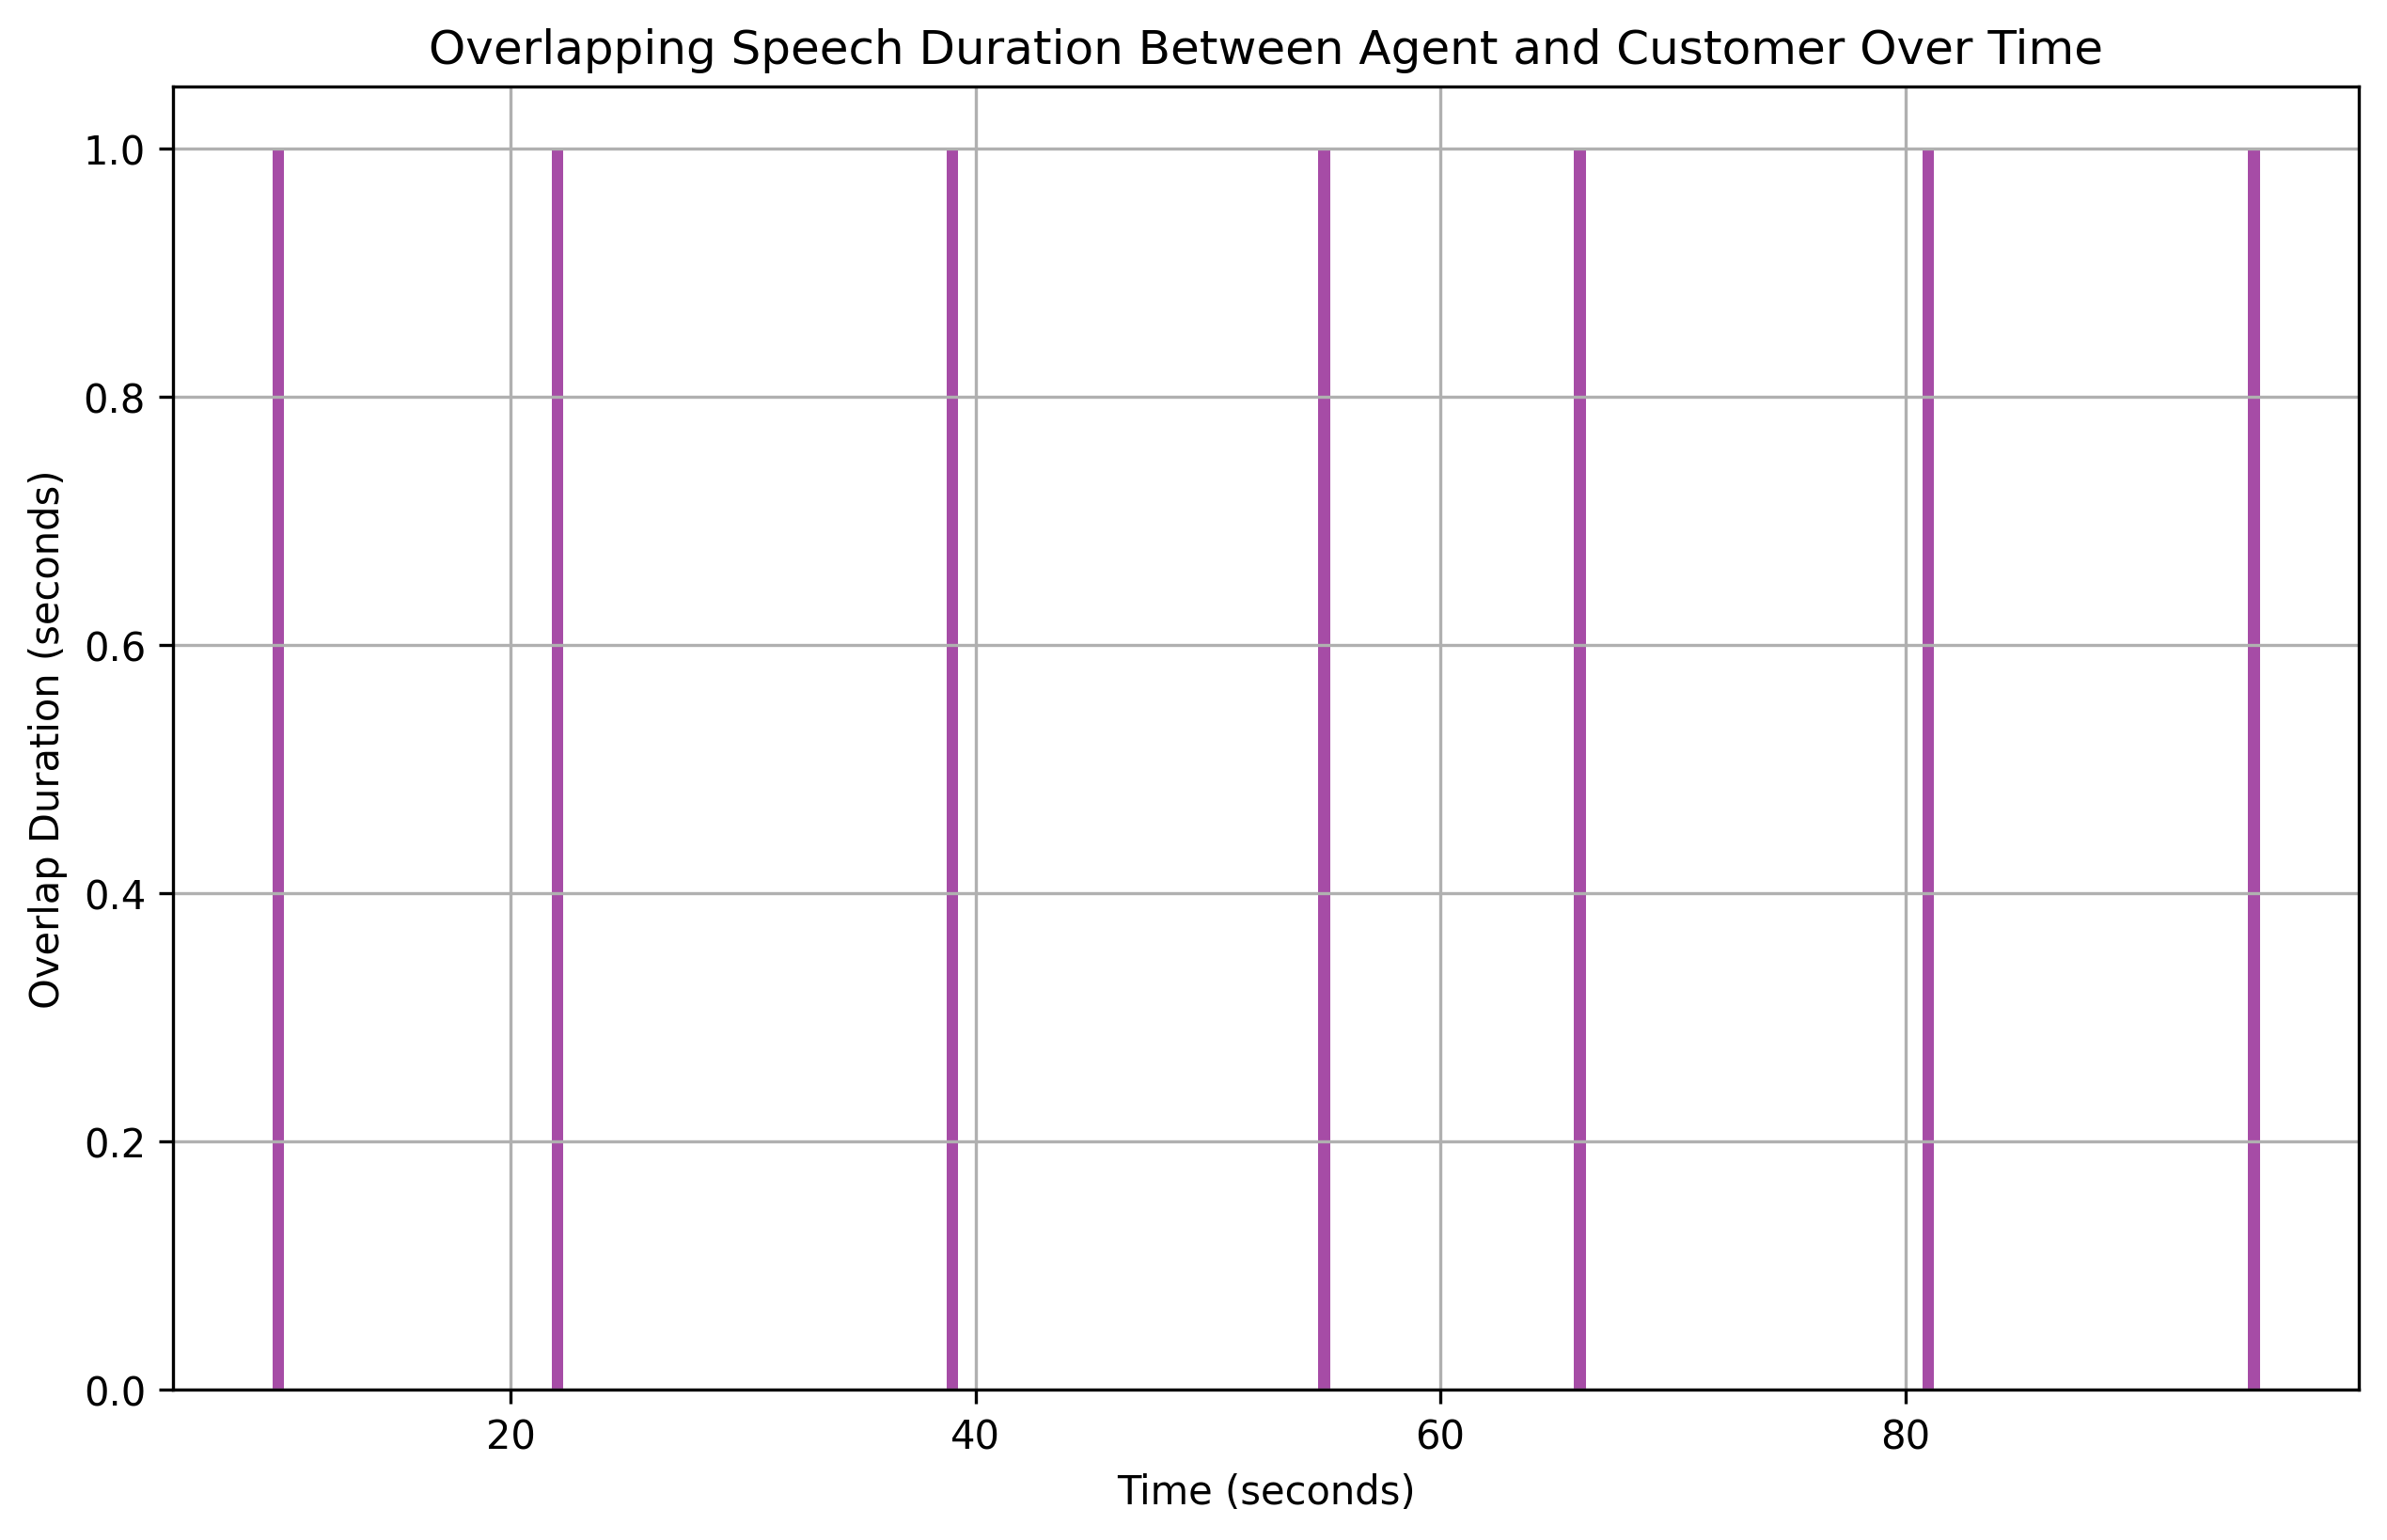 Overlapping Speech Duration Between Agent and Customer Over Time
Overlap Duration (seconds)
1.0
0.8
0.6
0.4
0.2
0.0
20 40 60 80
Time (seconds)